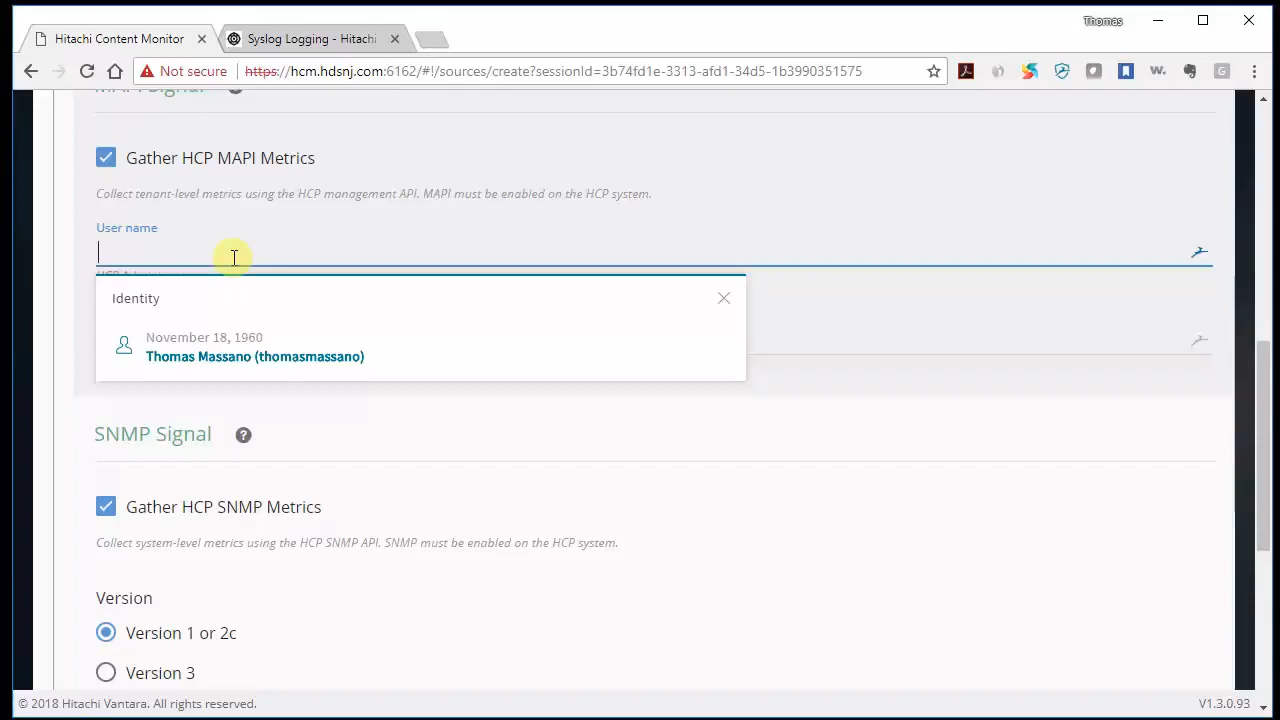 Thomas
Hitachi Content Monitor
Syslog Logging - Hitachi
Not secure
https://hcm.hdsnj.com:6162/#!/sources/create?sessionId=3b74fd1e-3313-afd1-34d5-1b3990351575
MAPI Signal
Gather HCP MAPI Metrics
Collect tenant-level metrics using the HCP management API. MAPI must be enabled on the HCP system.
User name
Identity
November 18, 1960
Thomas Massano (thomasmassano)
SNMP Signal
Gather HCP SNMP Metrics
Collect system-level metrics using the HCP SNMP API. SNMP must be enabled on the HCP system.
Version
Version 1 or 2c
Version 3
© 2018 Hitachi Vantara. All rights reserved.
V1.3.0.93